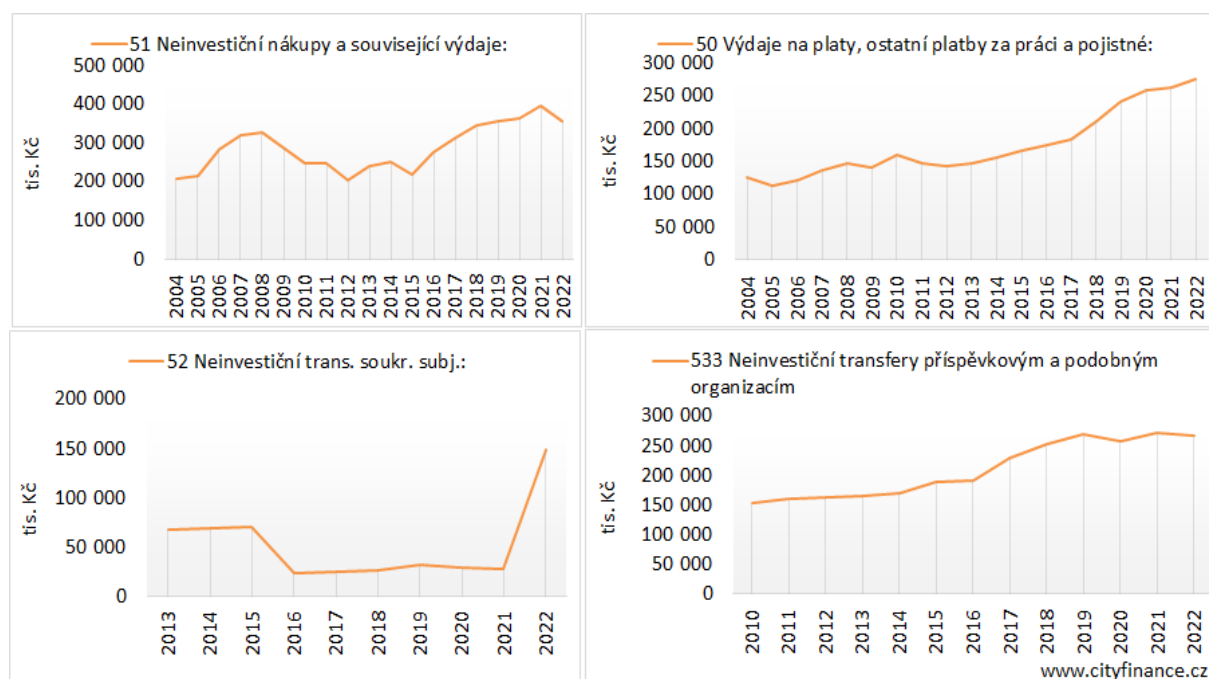 51 Neinvestiční nákupy a související výdaje:
500 000
400 000
300 000
200 000
100 000
0
tis. Kč
2004 2005 2006 2007 2008 2009 2010 2011 2012 2013 2014 2015 2016 2017 2018 2019 2020 2021 2022
50 Výdaje na platy, ostatní platby za práci a pojistné:
300 000
250 000
200 000
150 000
100 000
50 000
0
tis. Kč
2004 2005 2006 2007 2008 2009 2010 2011 2012 2013 2014 2015 2016 2017 2018 2019 2020 2021 2022
52 Neinvestiční trans. soukr. subj.:
200 000
150 000
100 000
50 000
0
tis. Kč
2013 2014 2015 2016 2017 2018 2019 2020 2021 2022
533 Neinvestiční transfery příspěvkovým a podobným
organizacím
300 000
250 000
200 000
150 000
100 000
50 000
0
tis. Kč
2010 2011 2012 2013 2014 2015 2016 2017 2018 2019 2020 2021 2022
www.cityfinance.cz